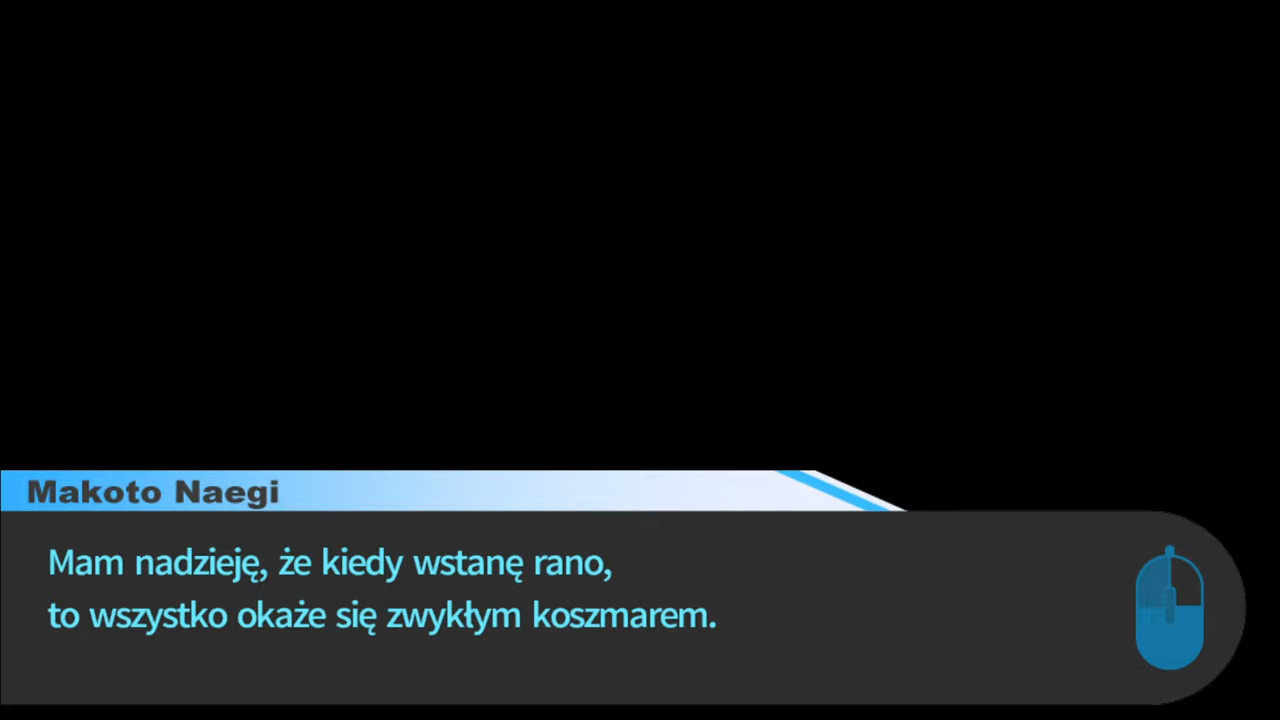 Makoto Naegi
Mam nadzieję, że kiedy wstanę rano,
to wszystko okaże się zwykłym koszmarem.